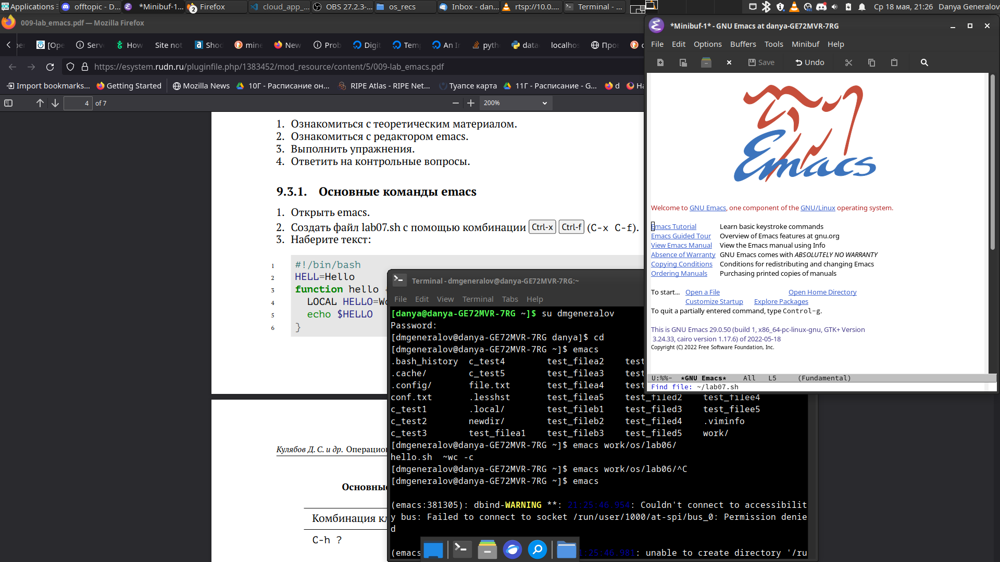 Applications
offtopic - D...
*Minibuf-1...
2
Firefox
cloud_app_...
OBS 27.2.3-...
os_recs
Inbox - dan...
rtsp://10.0....
Terminal - ...
Ср 18 мая, 21:26
Danya Generalov
009-lab_emacs.pdf — Mozilla Firefox
[Ope
Serv
How
Site not
Shod
mine
New
Prob
Digit
Temp
An In
pyth
data
localhos
Про
https://esystem.rudn.ru/pluginfile.php/1383452/mod_resource/content/5/009-lab_emacs.pdf
Import bookmarks...
Getting Started
Mozilla News
10Г - Расписание он...
RIPE Atlas - RIPE Net...
Туапсе карта
11Г - Расписание - G...
d
На
4
of 7
200%
1. Ознакомиться с теоретическим материалом.
2. Ознакомиться с редактором emacs.
3. Выполнить упражнения.
4. Ответить на контрольные вопросы.
9.3.1. Основные команды emacs
1. Открыть emacs.
2. Создать файл lab07.sh с помощью комбинации Ctrl-x Ctrl-f (C-x C-f).
3. Наберите текст:
1 #!/bin/bash
2 HELL=Hello
3 function hello {
4 LOCAL HELLO=Wo
5 echo $HELLO
6 }
Кулябов Д. С. и др. Операцион
Основные
Комбинация кл
C-h ?
Terminal - dmgeneralov@danya-GE72MVR-7RG:~
File Edit View Terminal Tabs Help
[danya@danya-GE72MVR-7RG ~]$ su dmgeneralov
Password:
[dmgeneralov@danya-GE72MVR-7RG danya]$ cd
[dmgeneralov@danya-GE72MVR-7RG ~]$ emacs
.bash_history c_test4 test_filea2 test
.cache/ c_test5 test_filea3 test
.config/ file.txt test_filea4 test
conf.txt .lesshst test_filea5 test_filed2 test_filee4
c_test1 .local/ test_fileb1 test_filed3 test_filee5
c_test2 newdir/ test_fileb2 test_filed4 .viminfo
c_test3 test_filea1 test_fileb3 test_filed5 work/
[dmgeneralov@danya-GE72MVR-7RG ~]$ emacs work/os/lab06/
hello.sh ~wc -c
[dmgeneralov@danya-GE72MVR-7RG ~]$ emacs work/os/lab06/^C
[dmgeneralov@danya-GE72MVR-7RG ~]$ emacs
(emacs:381305): dbind-WARNING **: 21:25:46.954: Couldn't connect to accessibilit
y bus: Failed to connect to socket /run/user/1000/at-spi/bus_0: Permission denie
d
(emacs 1:25:46.981: unable to create directory '/ru
*Minibuf-1* - GNU Emacs at danya-GE72MVR-7RG
File Edit Options Buffers Tools Minibuf Help
Save
Undo
Emacs
Welcome to GNU Emacs, one component of the GNU/Linux operating system.
Emacs Tutorial Learn basic keystroke commands
Emacs Guided Tour Overview of Emacs features at gnu.org
View Emacs Manual View the Emacs manual using Info
Absence of Warranty GNU Emacs comes with ABSOLUTELY NO WARRANTY
Copying Conditions Conditions for redistributing and changing Emacs
Ordering Manuals Purchasing printed copies of manuals
To start... Open a File Open Home Directory
Customize Startup Explore Packages
To quit a partially entered command, type Control-g.
This is GNU Emacs 29.0.50 (build 1, x86_64-pc-linux-gnu, GTK+ Version
3.24.33, cairo version 1.17.6) of 2022-05-18
Copyright (C) 2022 Free Software Foundation, Inc.
U:%%- *GNU Emacs* All L5 (Fundamental)
Find file: ~/lab07.sh